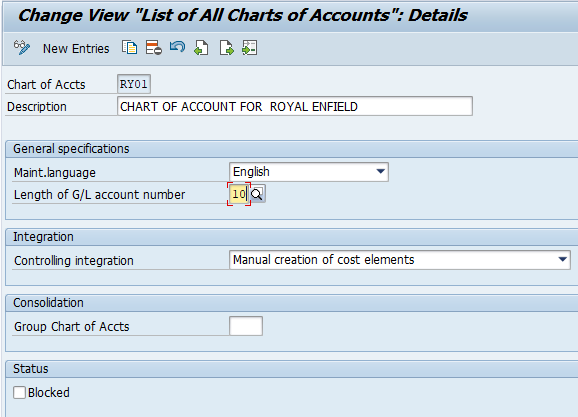 Change View "List of All Charts of Accounts": Details
New Entries
Chart of Accts RY01
Description CHART OF ACCOUNT FOR  ROYAL ENFIELD
General specifications
Maint.language English
Length of G/L account number 10
Integration
Controlling integration Manual creation of cost elements
Consolidation
Group Chart of Accts
Status
Blocked